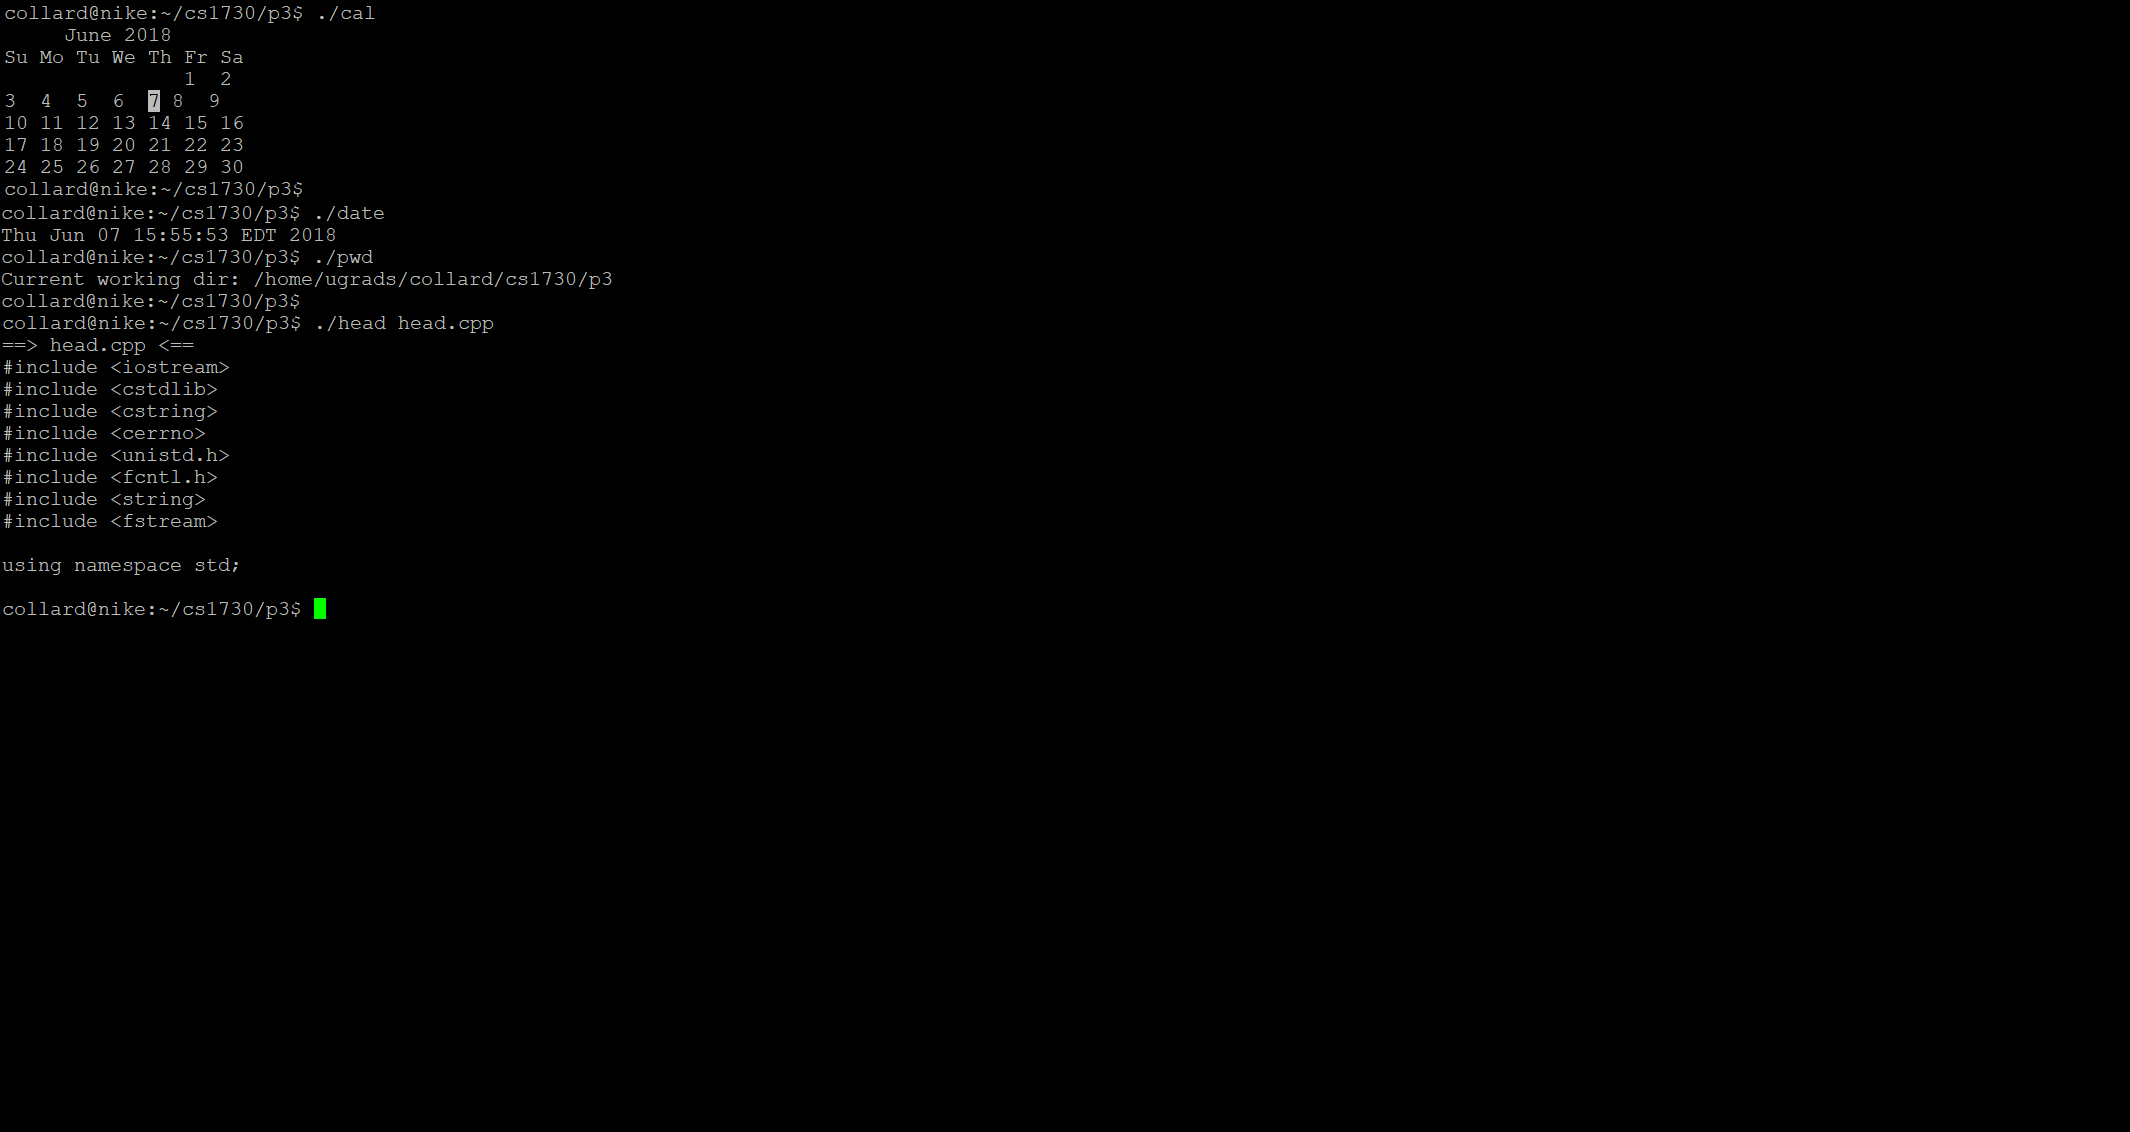 collard@nike:~/cs1730/p3$ ./cal
     June 2018
Su Mo Tu We Th Fr Sa
               1  2
3  4  5  6  7 8  9
10 11 12 13 14 15 16
17 18 19 20 21 22 23
24 25 26 27 28 29 30
collard@nike:~/cs1730/p3$
collard@nike:~/cs1730/p3$ ./date
Thu Jun 07 15:55:53 EDT 2018
collard@nike:~/cs1730/p3$ ./pwd
Current working dir: /home/ugrads/collard/cs1730/p3
collard@nike:~/cs1730/p3$
collard@nike:~/cs1730/p3$ ./head head.cpp
==> head.cpp <==
#include <iostream>
#include <cstdlib>
#include <cstring>
#include <cerrno>
#include <unistd.h>
#include <fcntl.h>
#include <string>
#include <fstream>

using namespace std;

collard@nike:~/cs1730/p3$